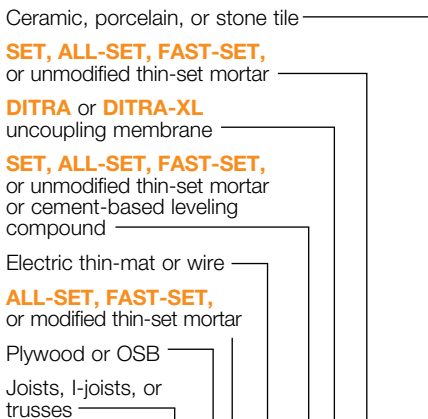 Ceramic, porcelain, or stone tile
SET, ALL-SET, FAST-SET,
or unmodified thin-set mortar
DITRA or DITRA-XL
uncoupling membrane
SET, ALL-SET, FAST-SET,
or unmodified thin-set mortar
or cement-based leveling
compound
Electric thin-mat or wire
ALL-SET, FAST-SET,
or modified thin-set mortar
Plywood or OSB
Joists, I-joists, or
trusses